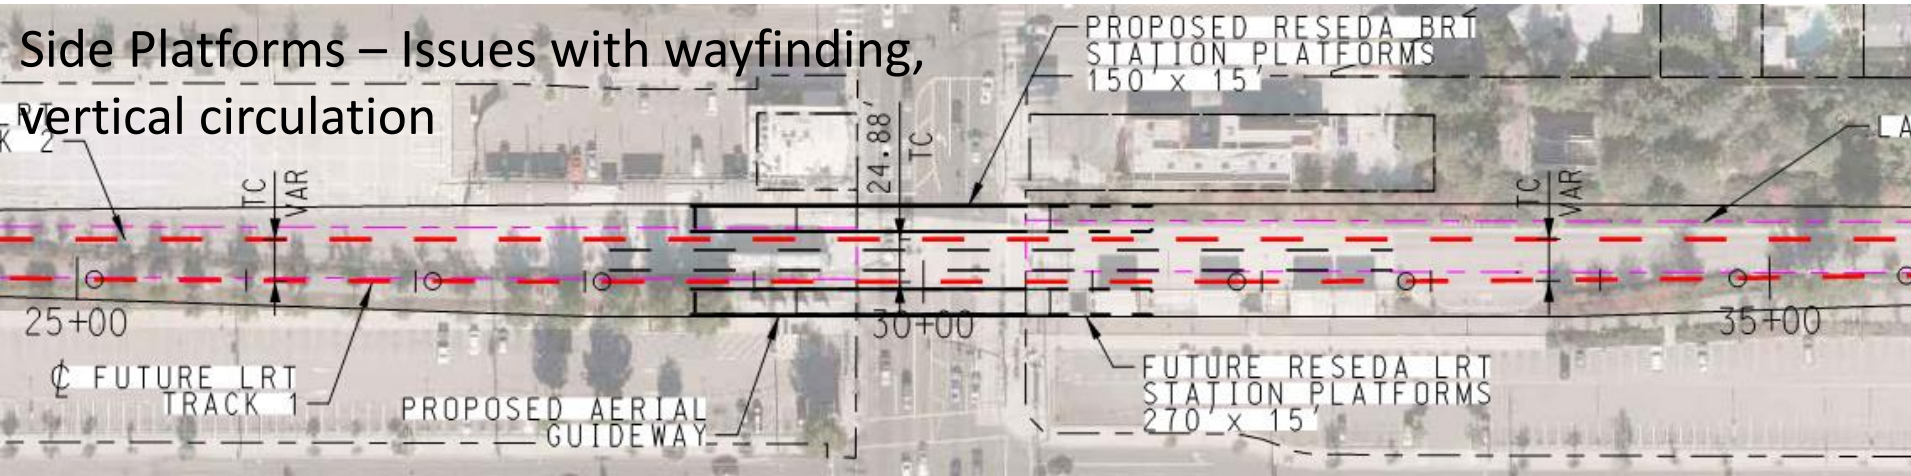 Side Platforms – Issues with wayfinding,
vertical circulation
PROPOSED RESEDA BRT
STATION PLATFORMS
150' x 15'
K 2
TC
VAR
24.88'
TC
TC
VAR
LA
25+00
30+00
35+00
℄ FUTURE LRT
TRACK 1
PROPOSED AERIAL
GUIDEWAY
FUTURE RESEDA LRT
STATION PLATFORMS
270' x 15'